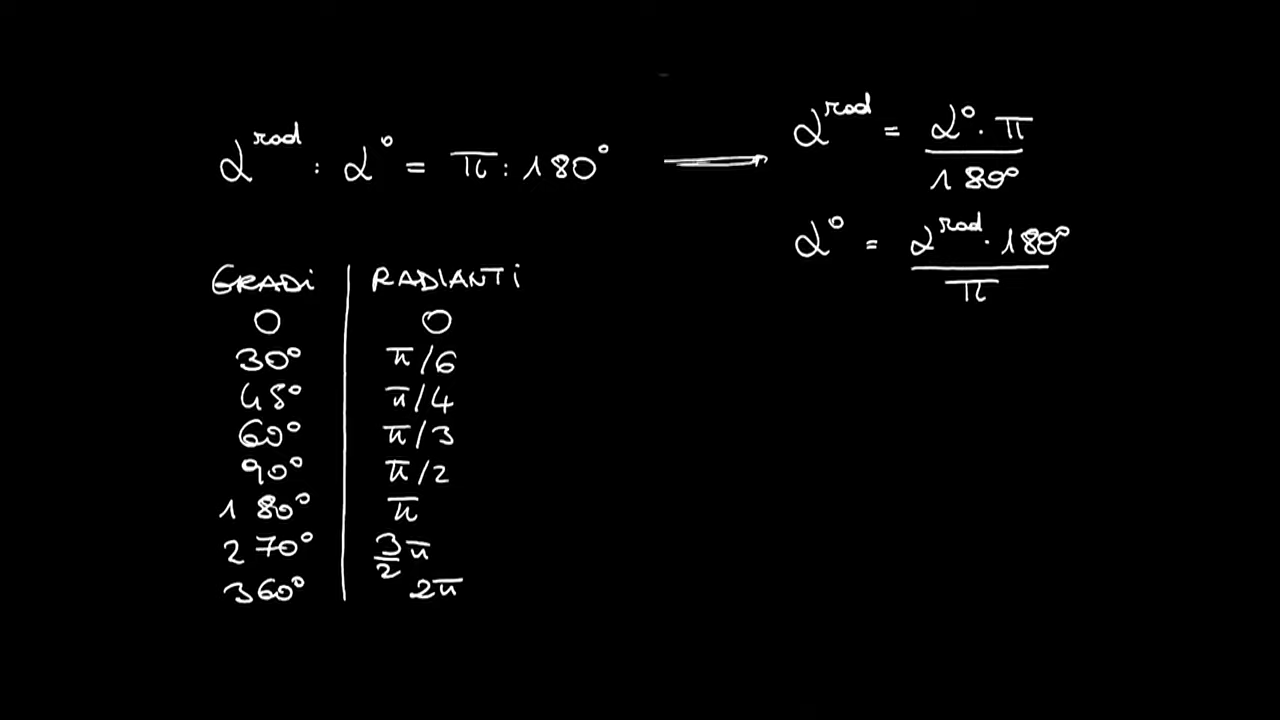 α^rad : α° = π : 180° ⟹ α^rad = α° · π / 180°
α° = α^rad · 180° / π
GRADI | RADIANTI
0 | 0
30° | π/6
45° | π/4
60° | π/3
90° | π/2
180° | π
270° | 3/2 π
360° | 2π